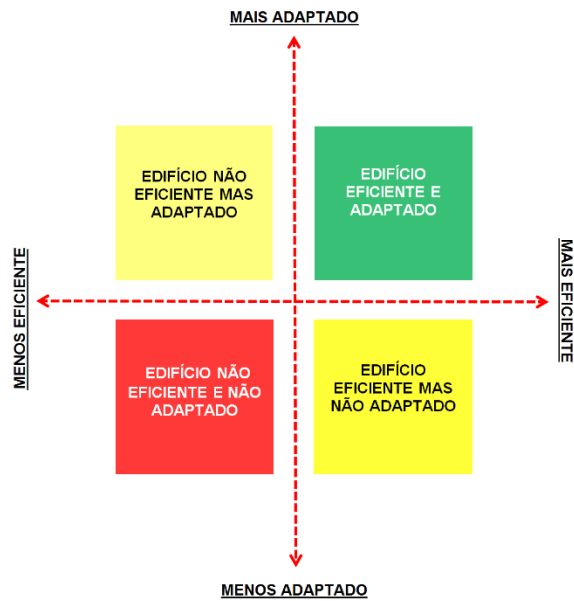 MAIS ADAPTADO
EDIFÍCIO NÃO
EFICIENTE MAS
ADAPTADO
EDIFÍCIO
EFICIENTE E
ADAPTADO
MENOS EFICIENTE
MAIS EFICIENTE
EDIFÍCIO NÃO
EFICIENTE E NÃO
ADAPTADO
EDIFÍCIO
EFICIENTE MAS
NÃO ADAPTADO
MENOS ADAPTADO